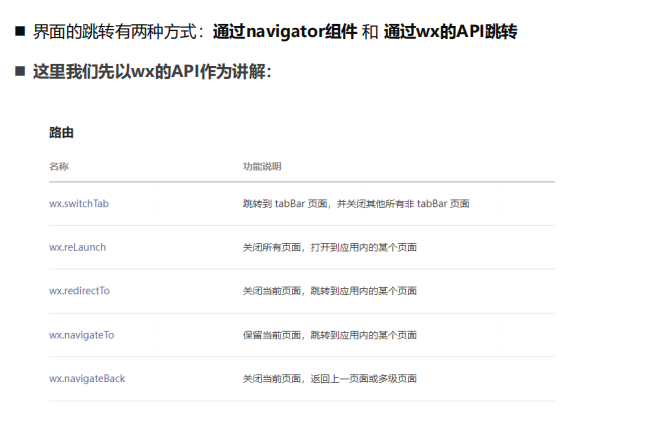 界面的跳转有两种方式：通过navigator组件 和 通过wx的API跳转
这里我们先以wx的API作为讲解：
路由
名称 功能说明
wx.switchTab 跳转到 tabBar 页面，并关闭其他所有非 tabBar 页面
wx.reLaunch 关闭所有页面，打开到应用内的某个页面
wx.redirectTo 关闭当前页面，跳转到应用内的某个页面
wx.navigateTo 保留当前页面，跳转到应用内的某个页面
wx.navigateBack 关闭当前页面，返回上一页面或多级页面